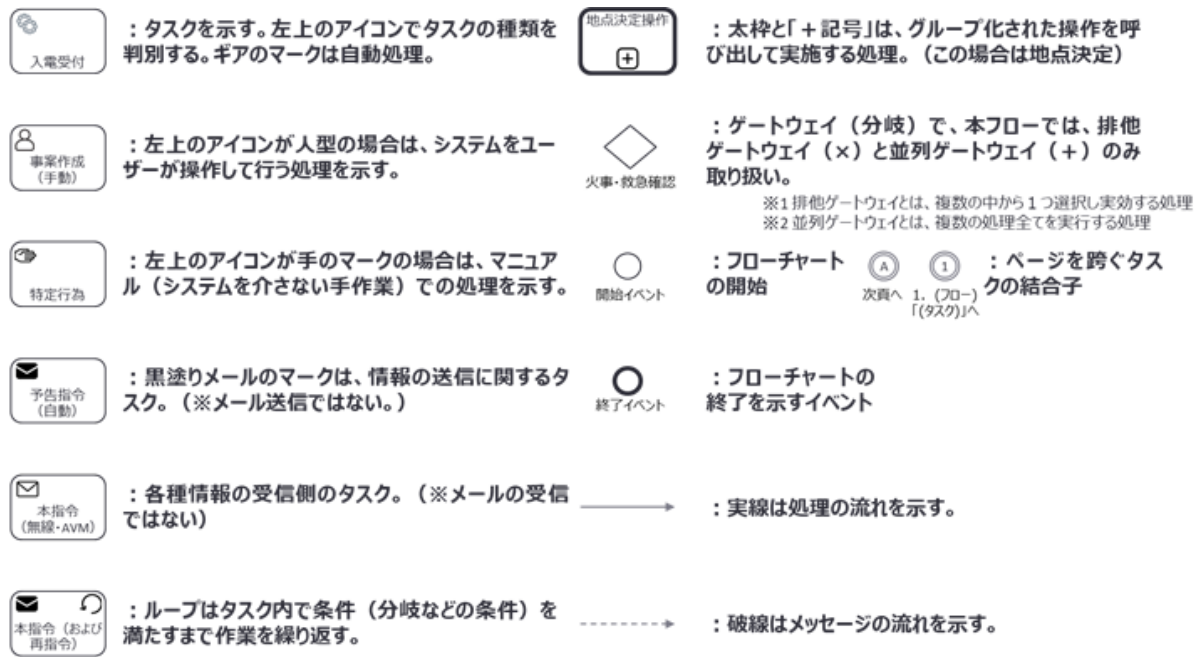 入電受付
：タスクを示す。左上のアイコンでタスクの種類を
判別する。ギアのマークは自動処理。
事案作成
（手動）
：左上のアイコンが人型の場合は、システムをユー
ザーが操作して行う処理を示す。
特定行為
：左上のアイコンが手のマークの場合は、マニュア
ル（システムを介さない手作業）での処理を示す。
予告指令
（自動）
：黒塗りメールのマークは、情報の送信に関するタ
スク。（※メール送信ではない。）
本指令
（無線・AVM）
：各種情報の受信側のタスク。（※メールの受信
ではない）
本指令（および
再指令）
：ループはタスク内で条件（分岐などの条件）を
満たすまで作業を繰り返す。
地点決定操作
：太枠と「＋記号」は、グループ化された操作を呼
び出して実施する処理。（この場合は地点決定）
火事・救急確認
：ゲートウェイ（分岐）で、本フローでは、排他
ゲートウェイ（×）と並列ゲートウェイ（＋）のみ
取り扱い。
※1 排他ゲートウェイとは、複数の中から１つ選択し実効する処理
※2 並列ゲートウェイとは、複数の処理全てを実行する処理
開始イベント
：フローチャート
の開始
A
次頁へ
1
1．(フロー)
「(タスク)」へ
：ページを跨ぐタス
クの結合子
終了イベント
：フローチャートの
終了を示すイベント
：実線は処理の流れを示す。
：破線はメッセージの流れを示す。